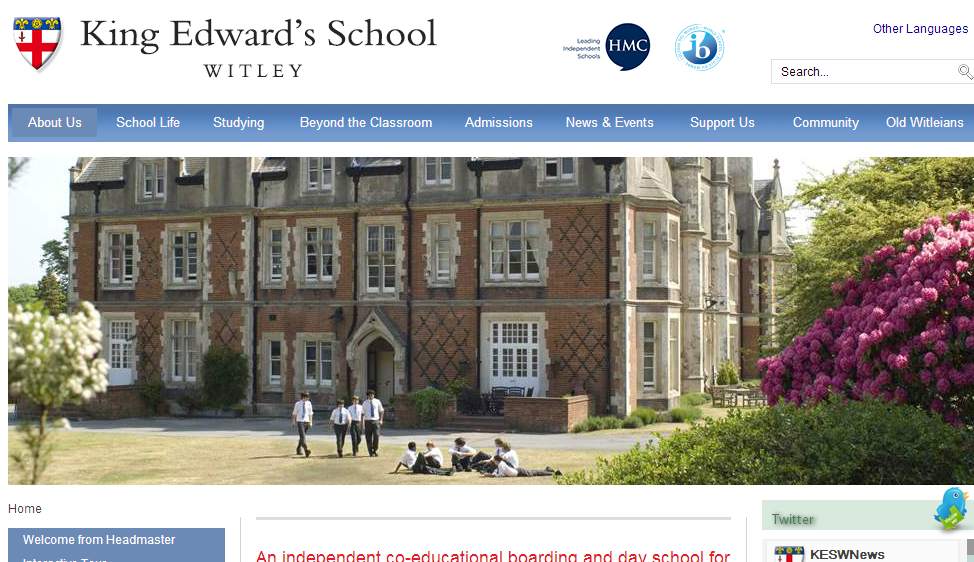 King Edward's School
WITLEY
Leading
Independent
Schools
HMC
ib
Other Languages
Search...
About Us School Life Studying Beyond the Classroom Admissions News & Events Support Us Community Old Witleians
Home
Welcome from Headmaster
Interactive Tour
An independent co-educational boarding and day school for
Twitter
KESWNews